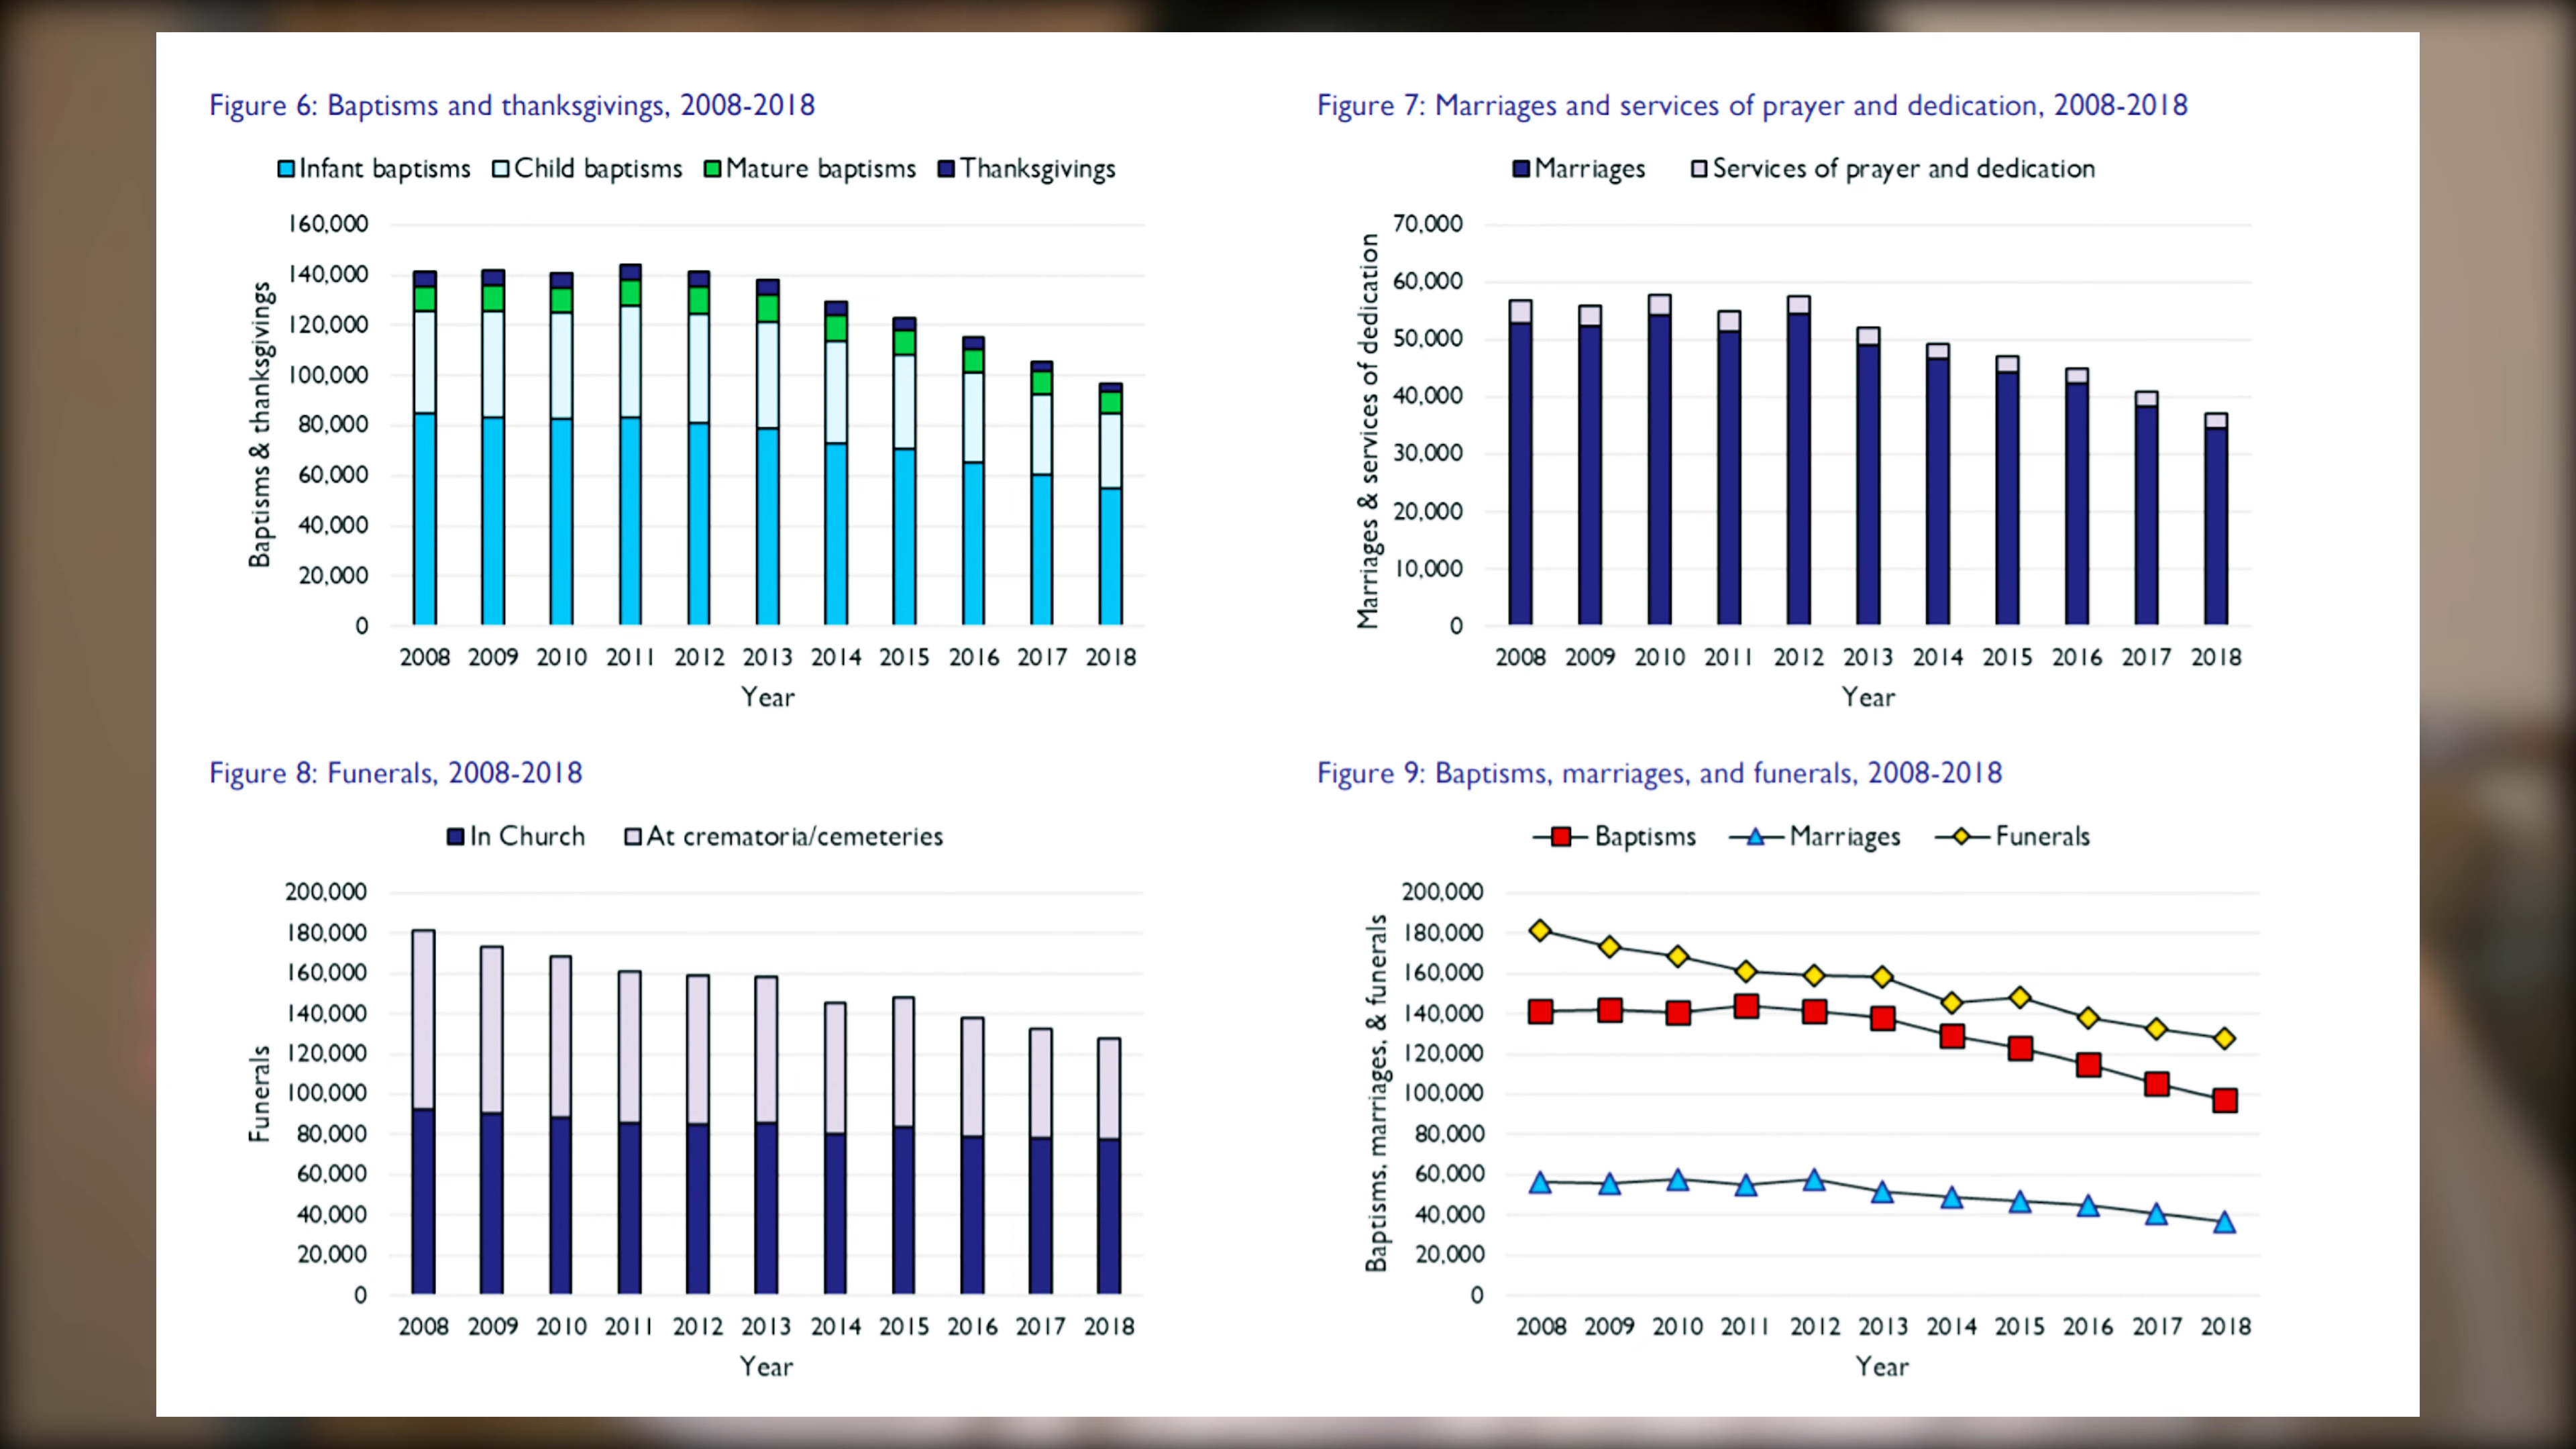 Figure 6: Baptisms and thanksgivings, 2008-2018
Infant baptisms Child baptisms Mature baptisms Thanksgivings
Baptisms & thanksgivings
160,000
140,000
120,000
100,000
80,000
60,000
40,000
20,000
0
2008 2009 2010 2011 2012 2013 2014 2015 2016 2017 2018
Year
Figure 7: Marriages and services of prayer and dedication, 2008-2018
Marriages Services of prayer and dedication
Marriages & services of dedication
70,000
60,000
50,000
40,000
30,000
20,000
10,000
0
2008 2009 2010 2011 2012 2013 2014 2015 2016 2017 2018
Year
Figure 8: Funerals, 2008-2018
In Church At crematoria/cemeteries
Funerals
200,000
180,000
160,000
140,000
120,000
100,000
80,000
60,000
40,000
20,000
0
2008 2009 2010 2011 2012 2013 2014 2015 2016 2017 2018
Year
Figure 9: Baptisms, marriages, and funerals, 2008-2018
Baptisms Marriages Funerals
Baptisms, marriages, & funerals
200,000
180,000
160,000
140,000
120,000
100,000
80,000
60,000
40,000
20,000
0
2008 2009 2010 2011 2012 2013 2014 2015 2016 2017 2018
Year